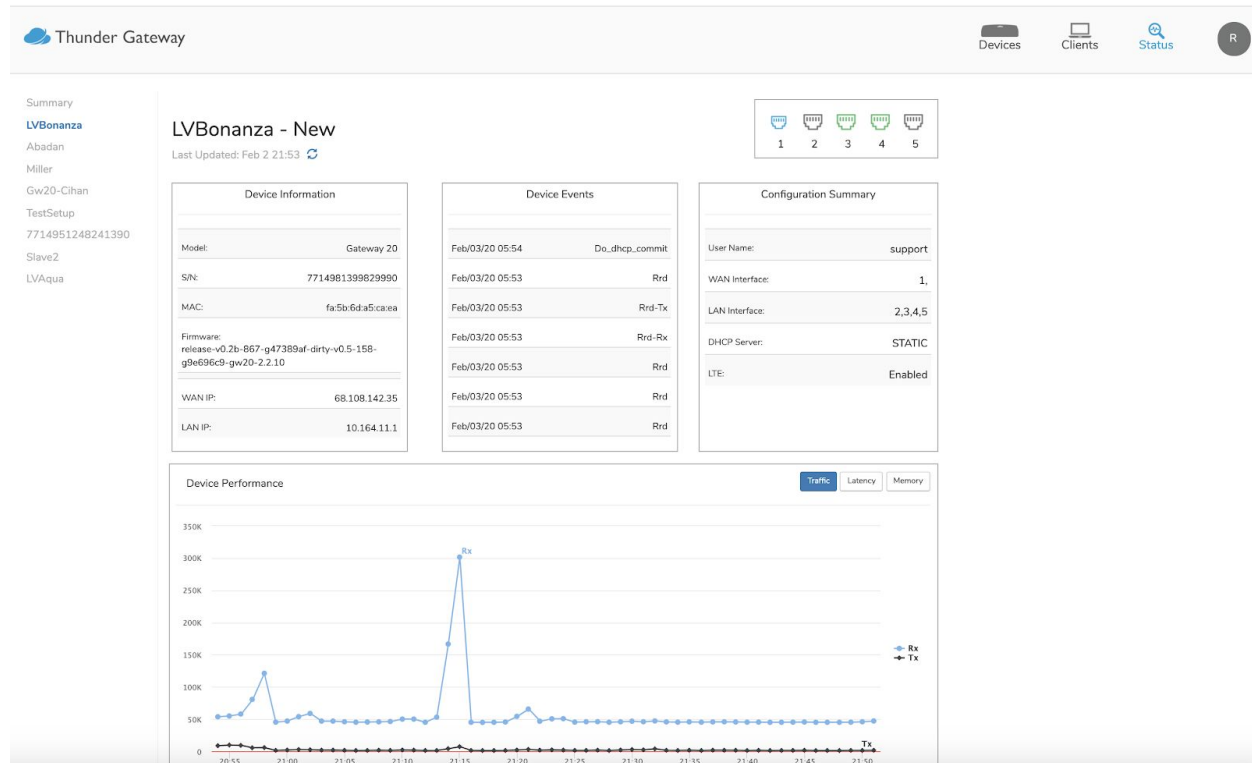 Thunder Gateway
Devices
Clients
Status
R
Summary
LVBonanza
Abadan
Miller
Gw20-Cihan
TestSetup
7714951248241390
Slave2
LVAqua
LVBonanza - New
Last Updated: Feb 2 21:53
1 2 3 4 5
Device Information
Model: Gateway 20
S/N: 7714981399829990
MAC: fa:5b:6d:a5:ca:ea
Firmware:
release-v0.2b-867-g47389af-dirty-v0.5-158-
g9e696c9-gw20-2.2.10
WAN IP: 68.108.142.35
LAN IP: 10.164.11.1
Device Events
Feb/03/20 05:54 Do_dhcp_commit
Feb/03/20 05:53 Rrd
Feb/03/20 05:53 Rrd-Tx
Feb/03/20 05:53 Rrd-Rx
Feb/03/20 05:53 Rrd
Feb/03/20 05:53 Rrd
Feb/03/20 05:53 Rrd
Configuration Summary
User Name: support
WAN Interface: 1,
LAN Interface: 2,3,4,5
DHCP Server: STATIC
LTE: Enabled
Device Performance
Traffic Latency Memory
350K
300K
250K
200K
150K
100K
50K
0
Rx
Tx
Rx
Tx
20:55 21:00 21:05 21:10 21:15 21:20 21:25 21:30 21:35 21:40 21:45 21:50